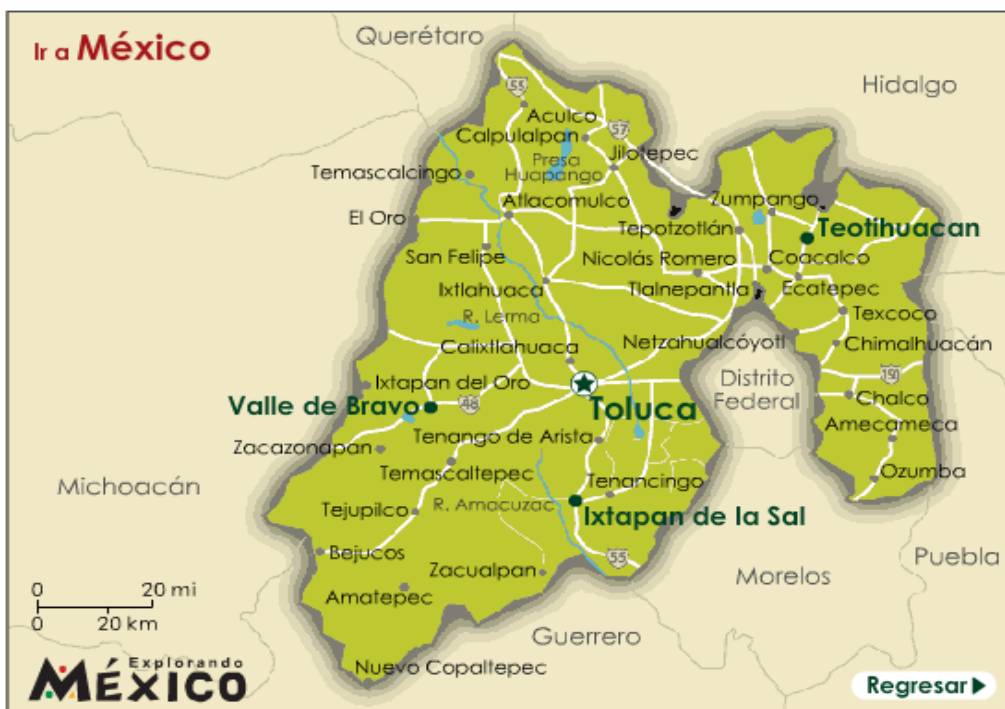 Ir a México
Querétaro
Hidalgo
55
Aculco
57
Calpulalpan
Jilotepec
Presa
Huapango
Temascalcingo
Atlacomulco
Zumpango
El Oro
Tepotzotlán
Teotihuacan
San Felipe
Nicolás Romero
Coacalco
Ixtlahuaca
Tlalnepantla
Ecatepec
R. Lerma
Texcoco
Netzahualcóyotl
Chimalhuacán
Calixtlahuaca
Distrito
Federal
150
Ixtapan del Oro
Chalco
Valle de Bravo
48
Toluca
Amecameca
Zacazonapan
Tenango de Arista
Temascaltepec
Tenancingo
Ozumba
Michoacán
Tejupilco
R. Amacuzac
Ixtapan de la Sal
Bejucos
55
Puebla
Zacualpan
Morelos
Amatepec
0 20 mi
0 20 km
Guerrero
Nuevo Copaltepec
Explorando
MÉXICO
Regresar